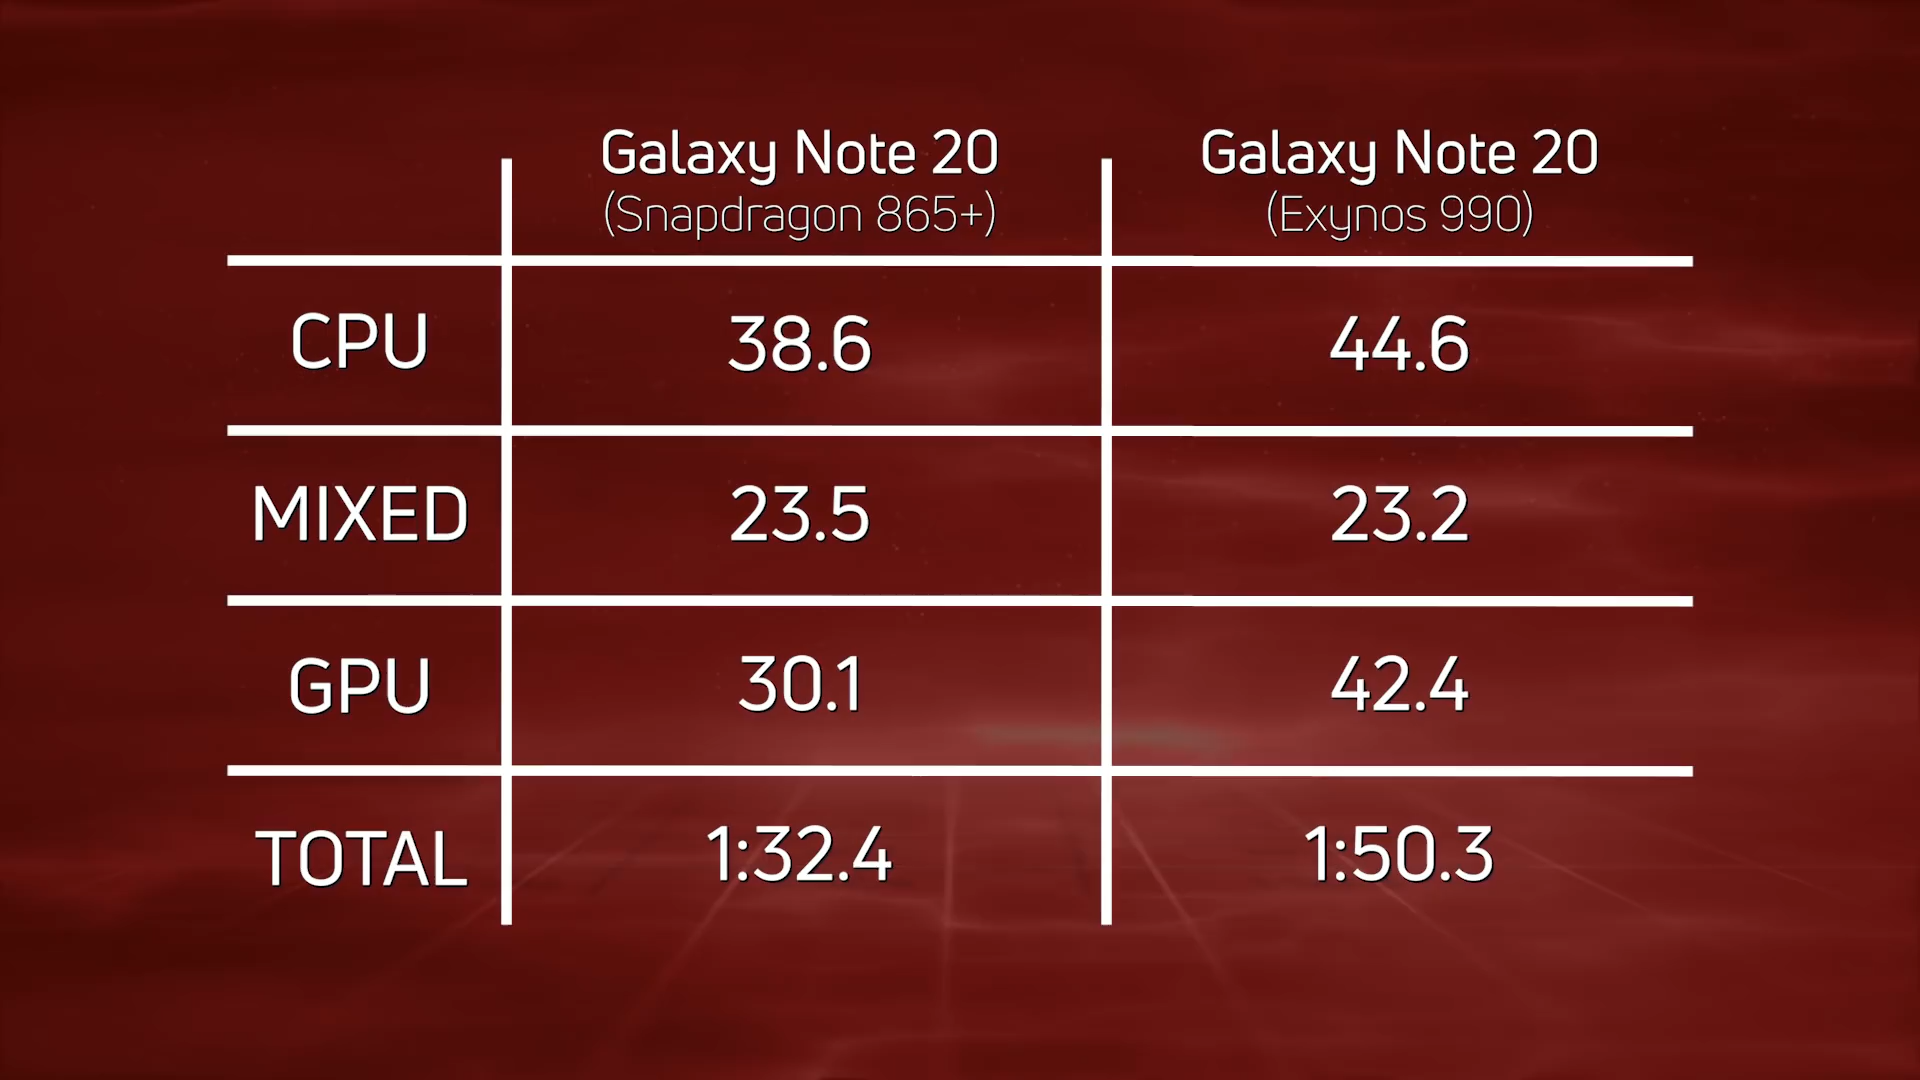 Galaxy Note 20 Galaxy Note 20
(Snapdragon 865+) (Exynos 990)
CPU 38.6 44.6
MIXED 23.5 23.2
GPU 30.1 42.4
TOTAL 1:32.4 1:50.3